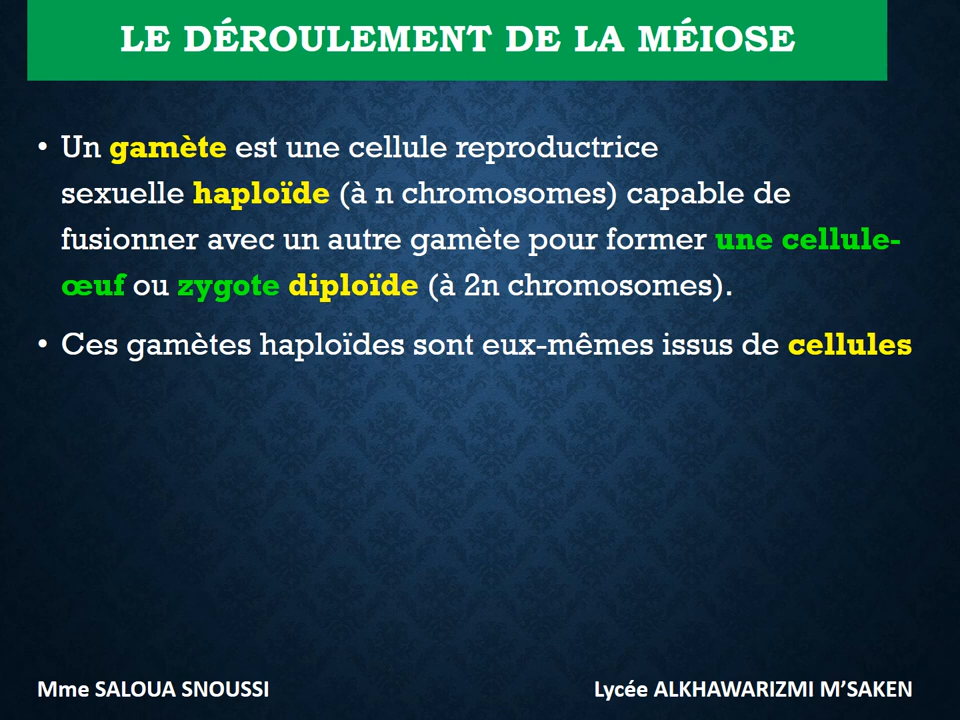 LE DÉROULEMENT DE LA MÉIOSE
• Un gamète est une cellule reproductrice
sexuelle haploïde (à n chromosomes) capable de
fusionner avec un autre gamète pour former une cellule-
œuf ou zygote diploïde (à 2n chromosomes).
• Ces gamètes haploïdes sont eux-mêmes issus de cellules
Mme SALOUA SNOUSSI
Lycée ALKHAWARIZMI M’SAKEN